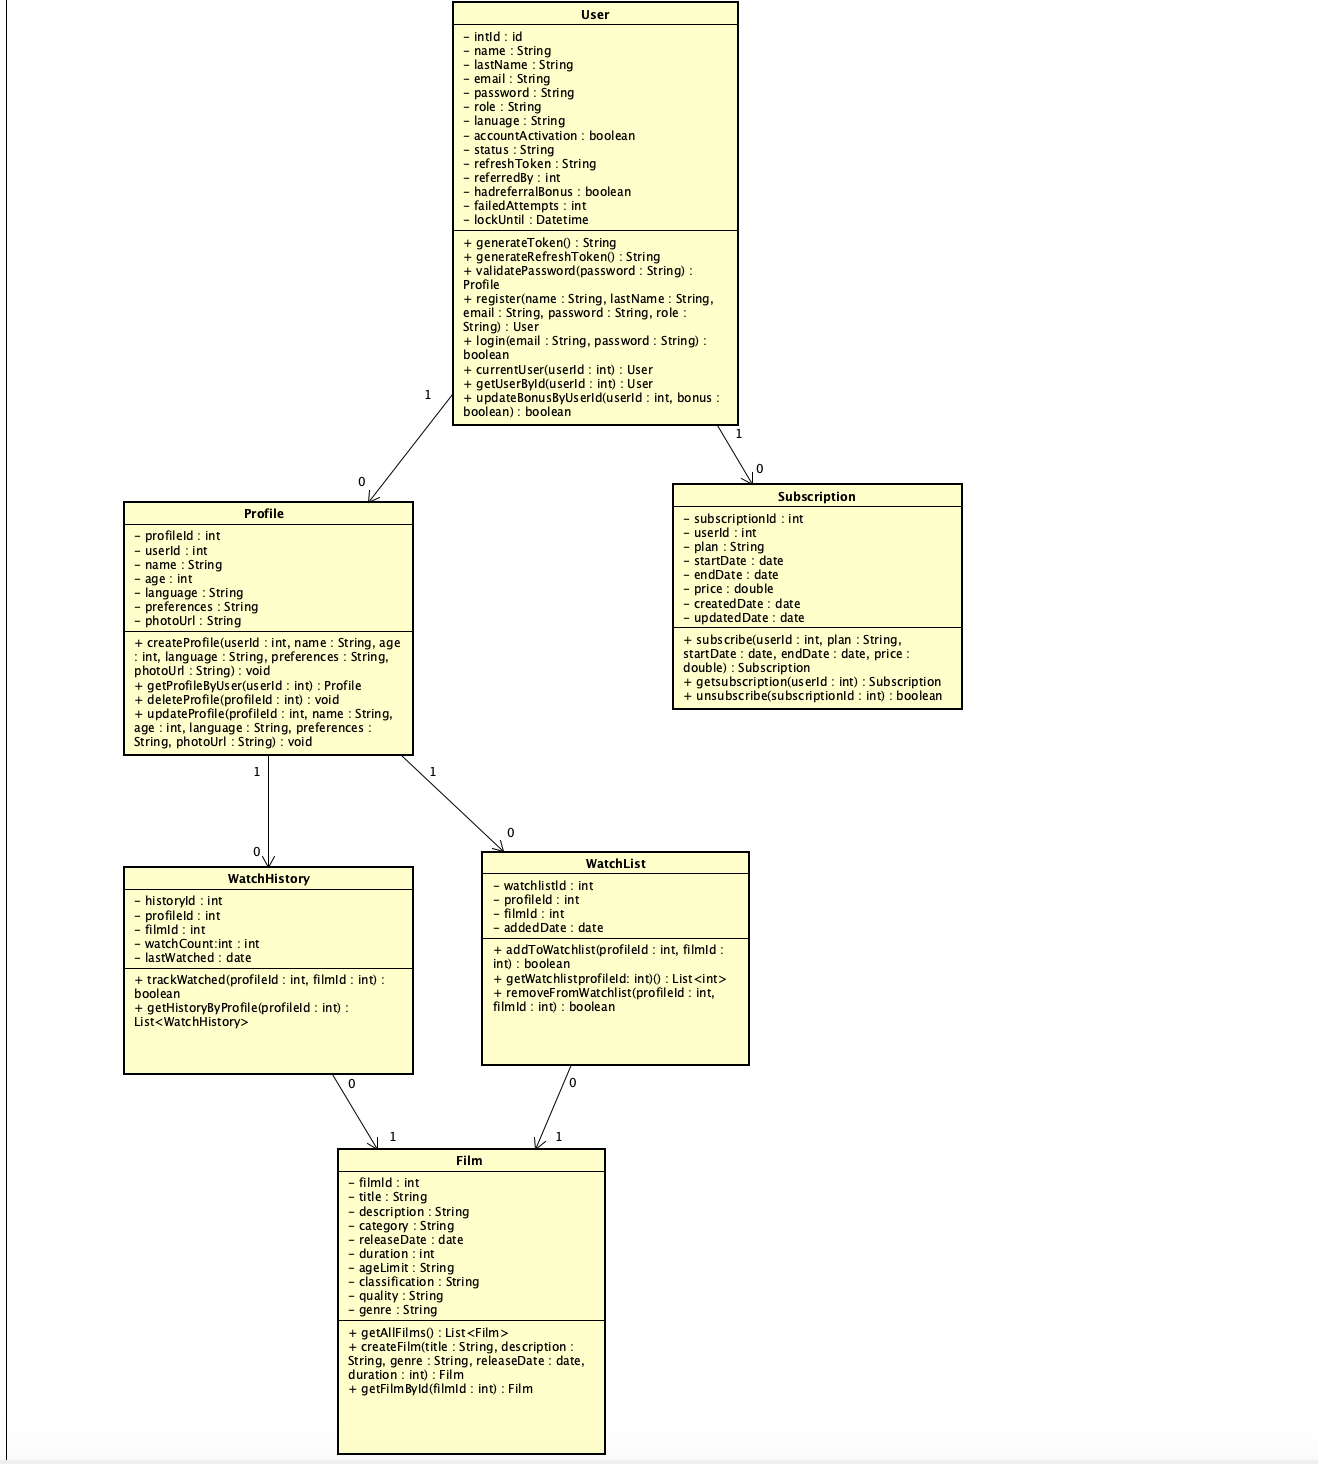 User
– intId : id
– name : String
– lastName : String
– email : String
– password : String
– role : String
– lanuage : String
– accountActivation : boolean
– status : String
– refreshToken : String
– referredBy : int
– hadreferralBonus : boolean
– failedAttempts : int
– lockUntil : Datetime
+ generateToken() : String
+ generateRefreshToken() : String
+ validatePassword(password : String) :
Profile
+ register(name : String, lastName : String,
email : String, password : String, role :
String) : User
+ login(email : String, password : String) :
boolean
+ currentUser(userId : int) : User
+ getUserById(userId : int) : User
+ updateBonusByUserId(userId : int, bonus :
boolean) : boolean
1
0
1
0
Profile
– profileId : int
– userId : int
– name : String
– age : int
– language : String
– preferences : String
– photoUrl : String
+ createProfile(userId : int, name : String, age
: int, language : String, preferences : String,
photoUrl : String) : void
+ getProfileByUser(userId : int) : Profile
+ deleteProfile(profileId : int) : void
+ updateProfile(profileId : int, name : String,
age : int, language : String, preferences :
String, photoUrl : String) : void
Subscription
– subscriptionId : int
– userId : int
– plan : String
– startDate : date
– endDate : date
– price : double
– createdDate : date
– updatedDate : date
+ subscribe(userId : int, plan : String,
startDate : date, endDate : date, price :
double) : Subscription
+ getsubscription(userId : int) : Subscription
+ unsubscribe(subscriptionId : int) : boolean
1
0
1
0
WatchHistory
– historyId : int
– profileId : int
– filmId : int
– watchCount:int : int
– lastWatched : date
+ trackWatched(profileId : int, filmId : int) :
boolean
+ getHistoryByProfile(profileId : int) :
List<WatchHistory>
WatchList
– watchlistId : int
– profileId : int
– filmId : int
– addedDate : date
+ addToWatchlist(profileId : int, filmId :
int) : boolean
+ getWatchlistprofileId: int)() : List<int>
+ removeFromWatchlist(profileId : int,
filmId : int) : boolean
0
1
0
1
Film
– filmId : int
– title : String
– description : String
– category : String
– releaseDate : date
– duration : int
– ageLimit : String
– classification : String
– quality : String
– genre : String
+ getAllFilms() : List<Film>
+ createFilm(title : String, description :
String, genre : String, releaseDate : date,
duration : int) : Film
+ getFilmById(filmId : int) : Film